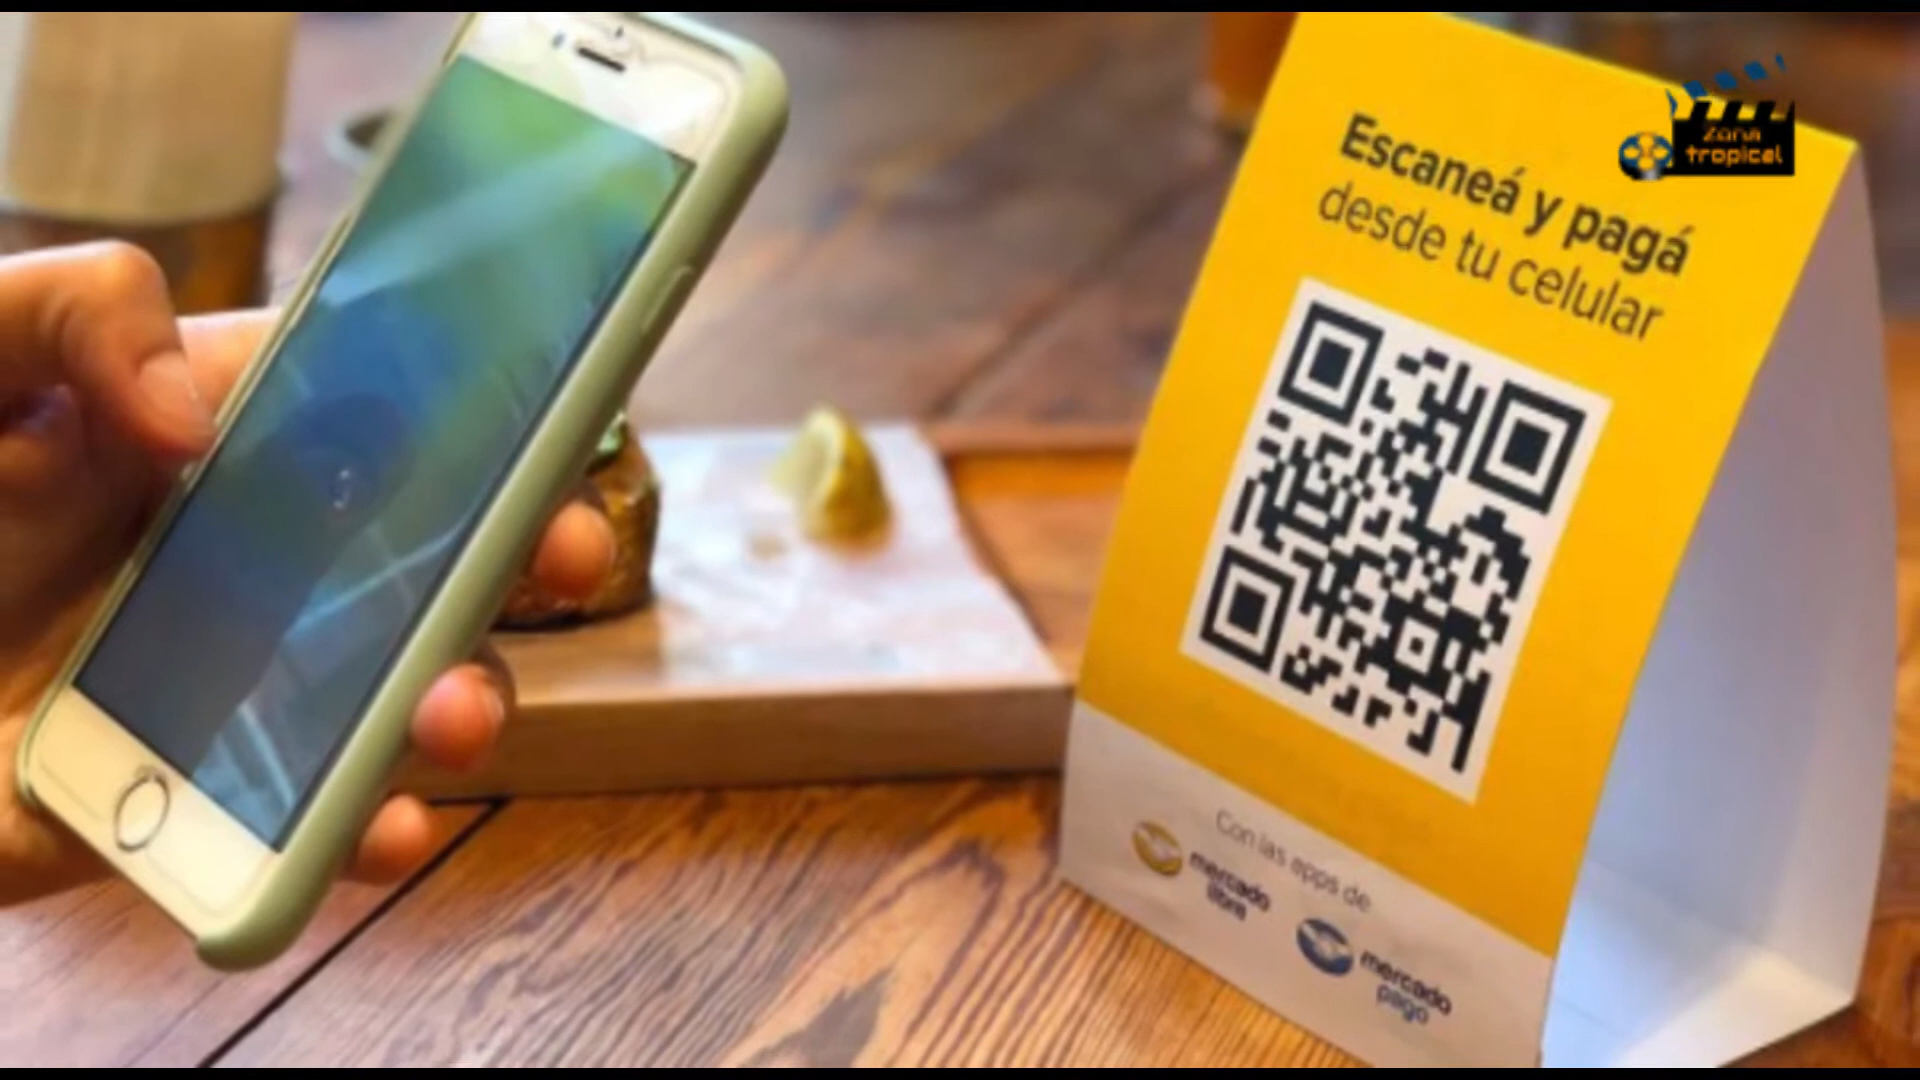 Zona
tropical
Escaneá y pagá
desde tu celular
Con las apps de
mercado
libre
mercado
pago